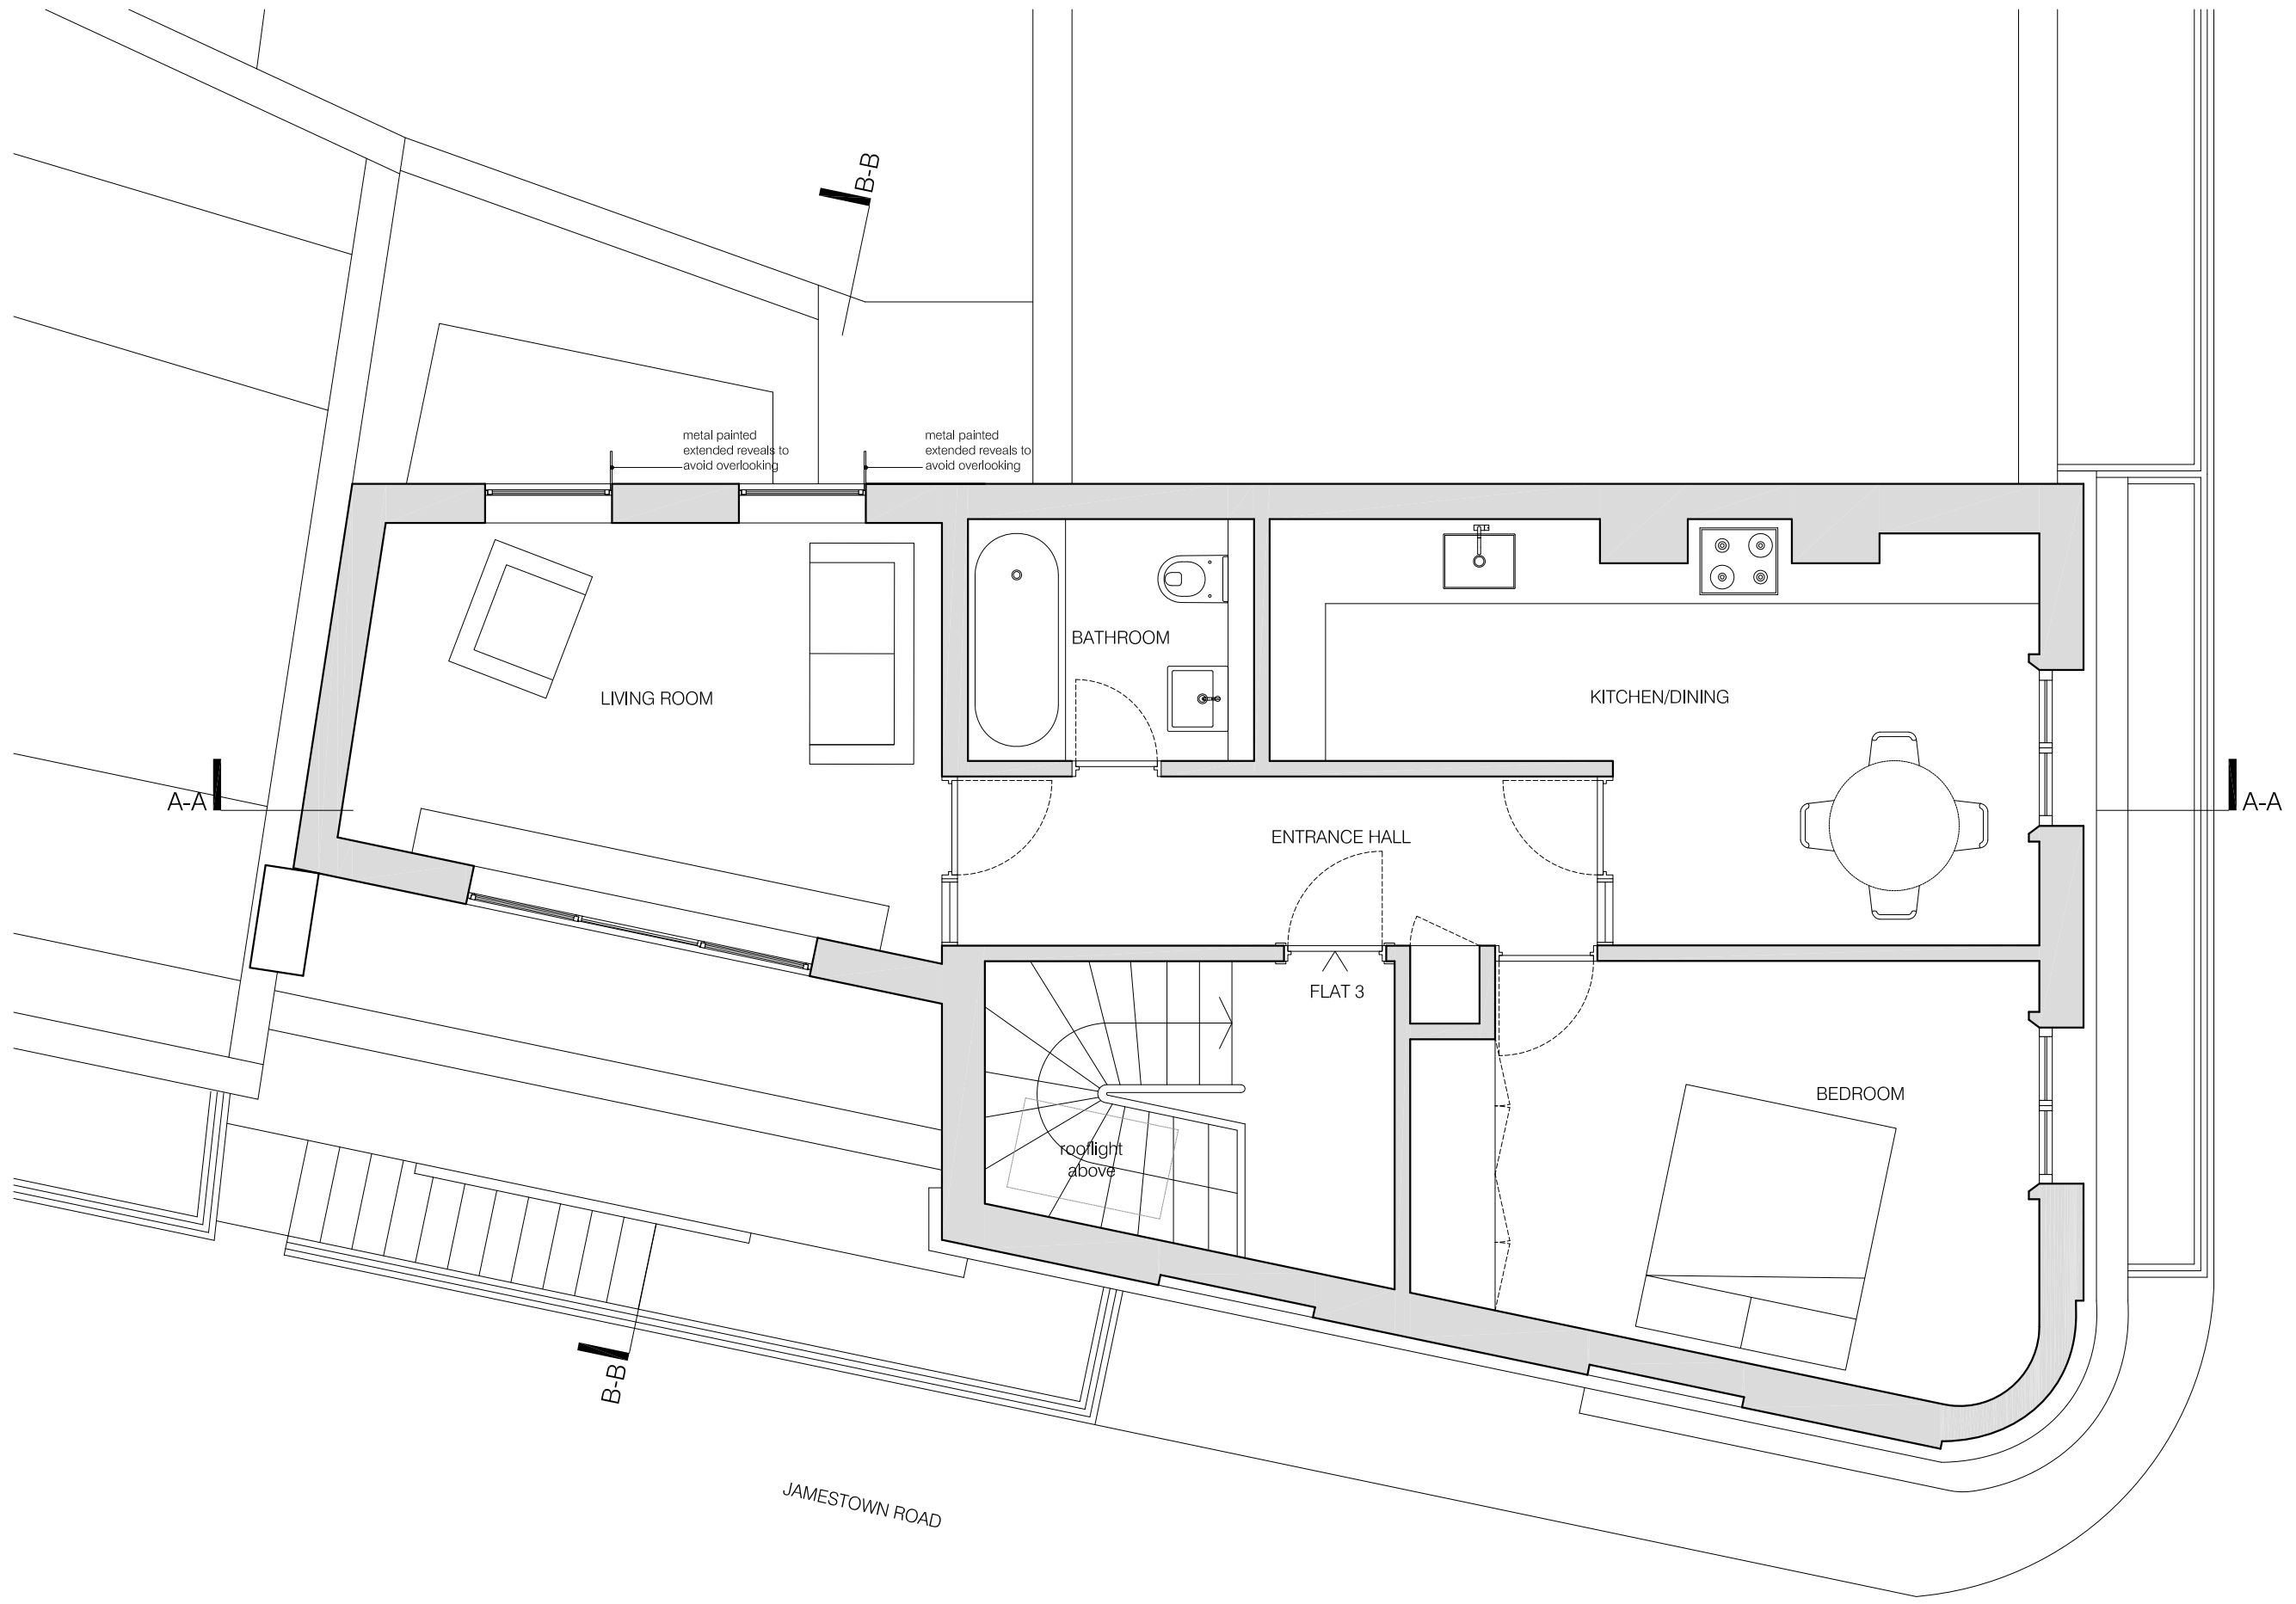 B-B
metal painted
extended reveals to
avoid overlooking
metal painted
extended reveals to
avoid overlooking
BATHROOM
LIVING ROOM
KITCHEN/DINING
A-A
A-A
ENTRANCE HALL
FLAT 3
BEDROOM
rooflight
above
B-B
JAMESTOWN ROAD